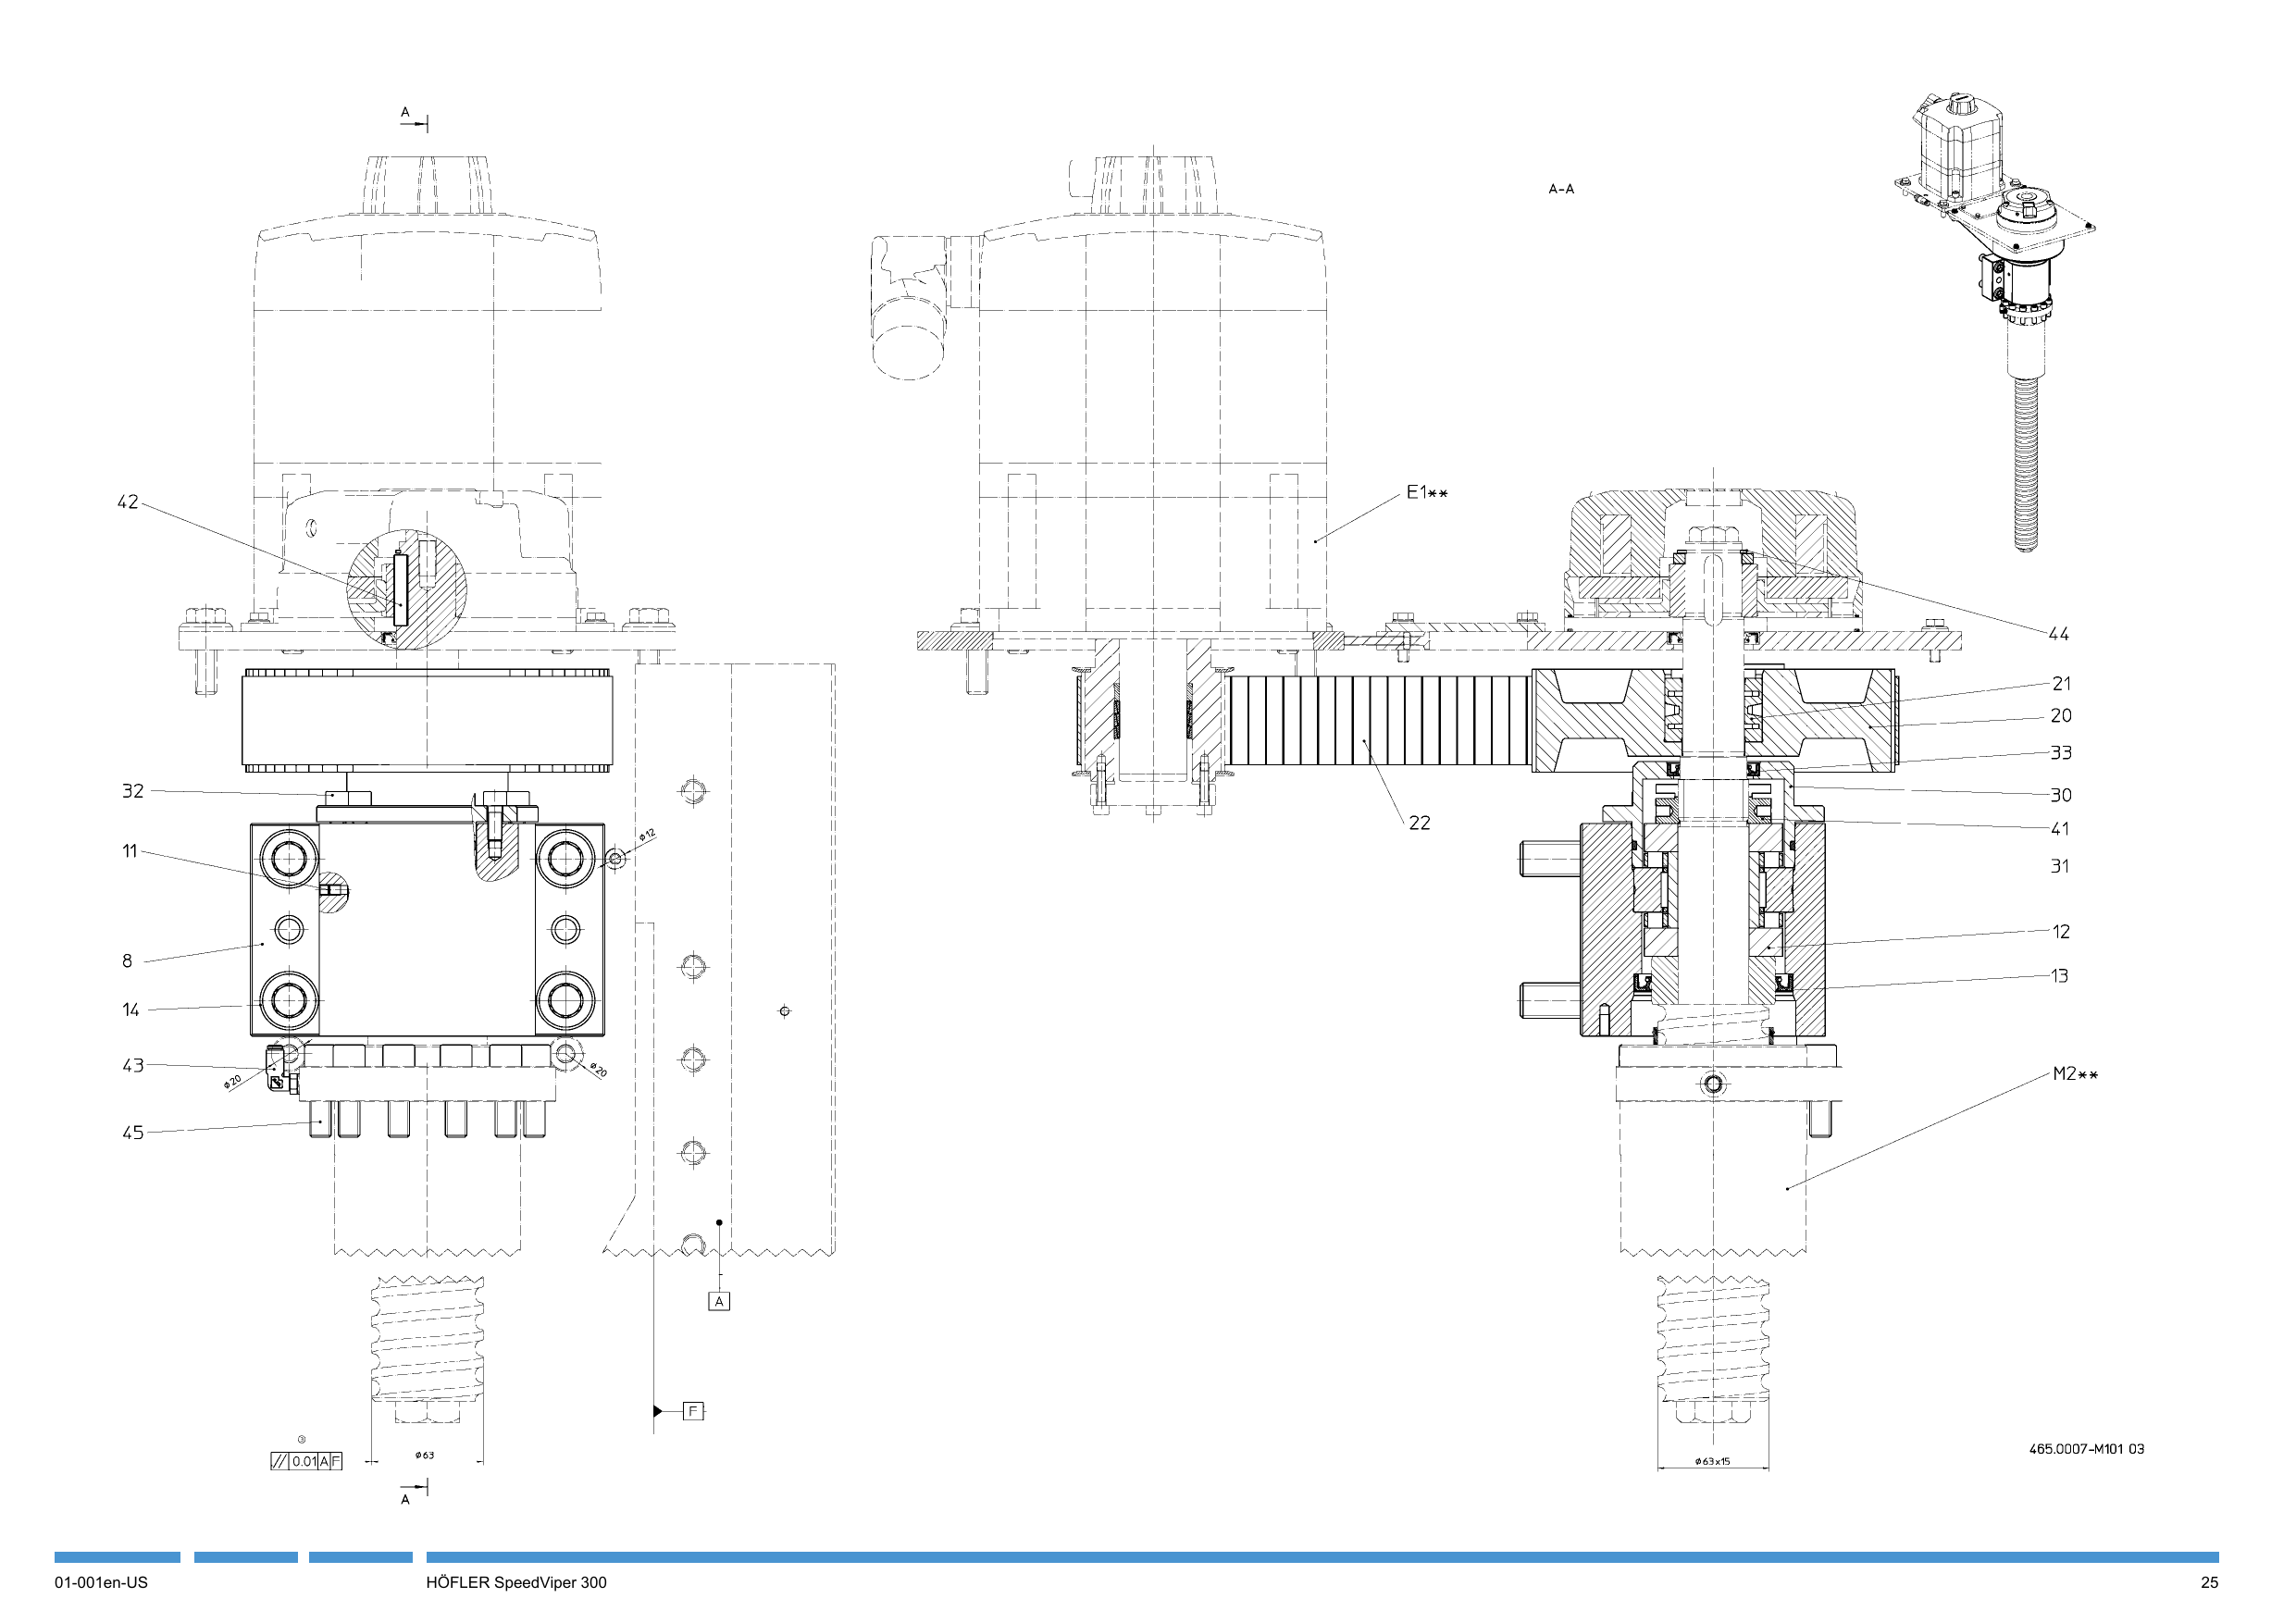 A
A-A
42
E1**
44
21
20
33
30
41
31
12
13
M2**
22
32
11
8
14
43
45
ø12
ø20
ø20
A
F
3
// 0.01 A F
ø63
A
ø63x15
465.0007-M101 03
01-001en-US
HÖFLER SpeedViper 300
25